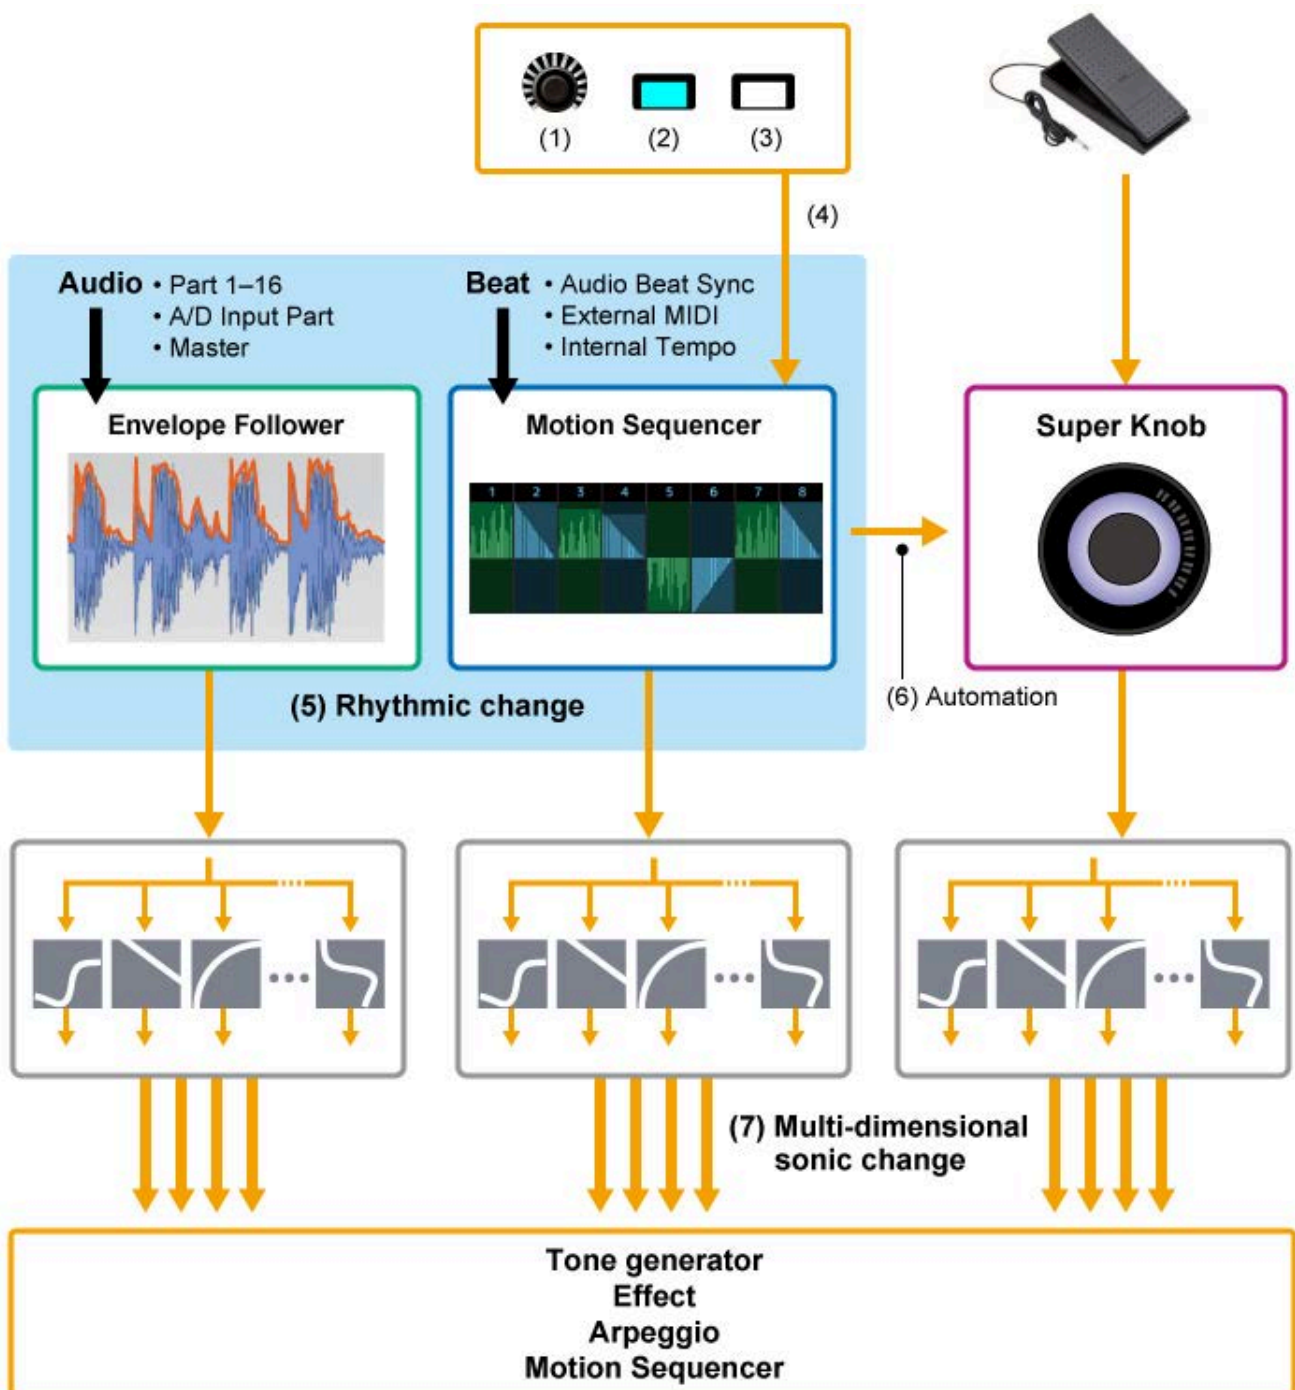 (1)
(2)
(3)
(4)
Audio
• Part 1–16
• A/D Input Part
• Master
Beat
• Audio Beat Sync
• External MIDI
• Internal Tempo
Envelope Follower
Motion Sequencer
1 2 3 4 5 6 7 8
Super Knob
(5) Rhythmic change
(6) Automation
(7) Multi-dimensional
sonic change
Tone generator
Effect
Arpeggio
Motion Sequencer